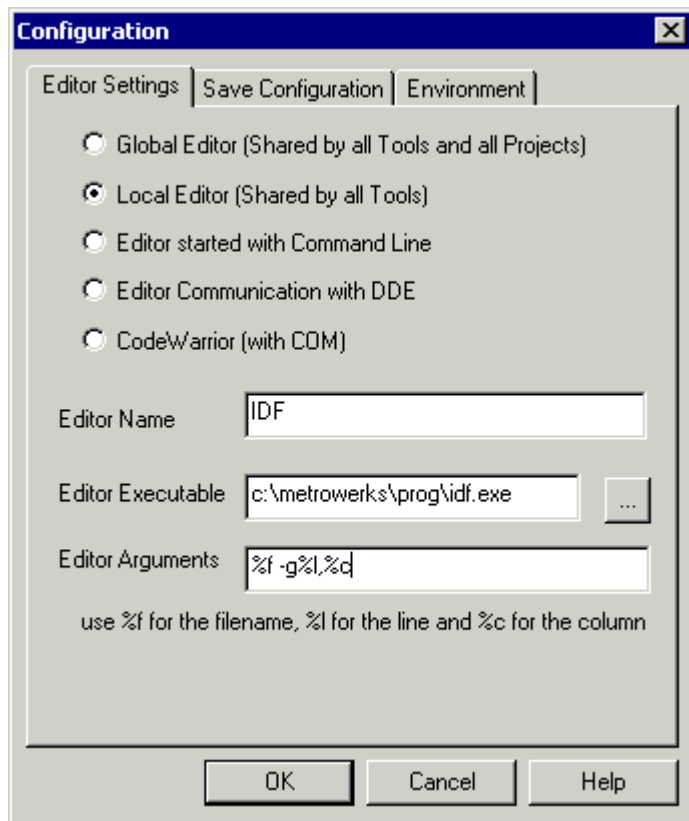 Configuration
Editor Settings Save Configuration Environment
Global Editor (Shared by all Tools and all Projects)
Local Editor (Shared by all Tools)
Editor started with Command Line
Editor Communication with DDE
CodeWarrior (with COM)
Editor Name IDF
Editor Executable c:\metrowerks\prog\idf.exe ...
Editor Arguments %f -g%l,%c
use %f for the filename, %l for the line and %c for the column
OK Cancel Help